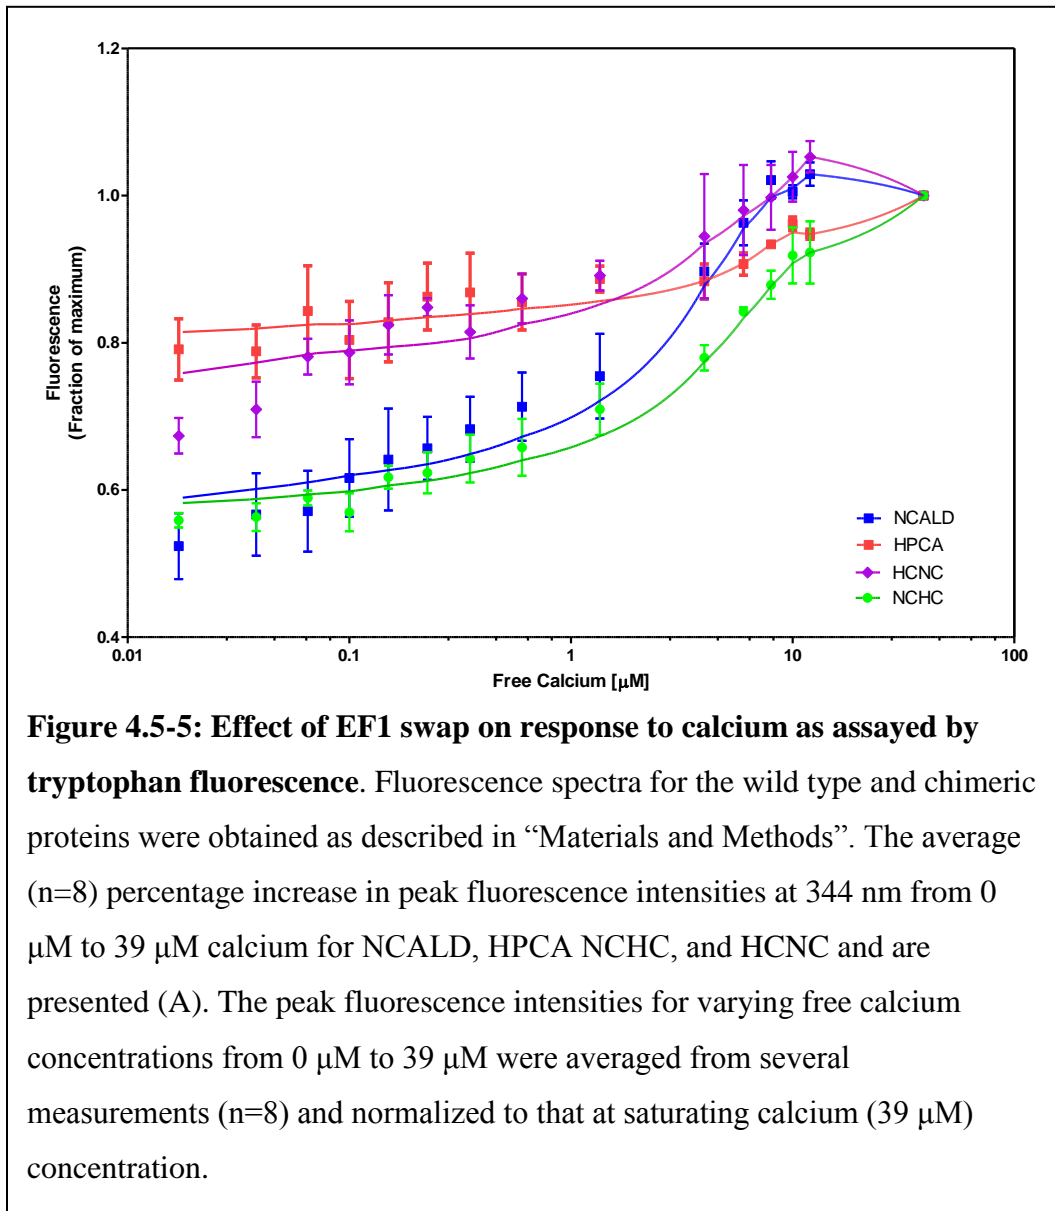 1.2
1.0
0.8
0.6
0.4
Fluorescence
(Fraction of maximum)
NCALD
HPCA
HCNC
NCHC
0.01
0.1
1
10
100
Free Calcium [μM]
Figure 4.5-5: Effect of EF1 swap on response to calcium as assayed by
tryptophan fluorescence. Fluorescence spectra for the wild type and chimeric
proteins were obtained as described in “Materials and Methods”. The average
(n=8) percentage increase in peak fluorescence intensities at 344 nm from 0
μM to 39 μM calcium for NCALD, HPCA NCHC, and HCNC and are
presented (A). The peak fluorescence intensities for varying free calcium
concentrations from 0 μM to 39 μM were averaged from several
measurements (n=8) and normalized to that at saturating calcium (39 μM)
concentration.